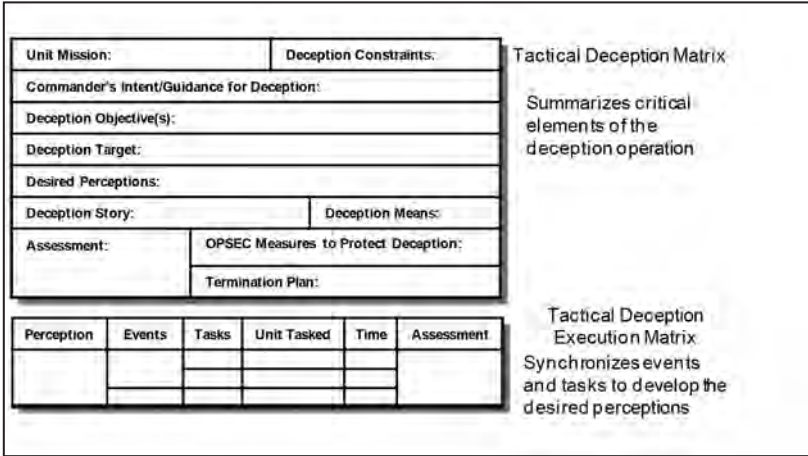 Unit Mission: Deception Constraints: Tactical Deception Matrix
Commander's Intent/Guidance for Deception:
Summarizes critical
elements of the
deception operation
Deception Objective(s):
Deception Target:
Desired Perceptions:
Deception Story: Deception Means:
Assessment: OPSEC Measures to Protect Deception:
Termination Plan:
Tactical Deception
Execution Matrix
Perception Events Tasks Unit Tasked Time Assessment
Synchronizes events
and tasks to develop the
desired perceptions